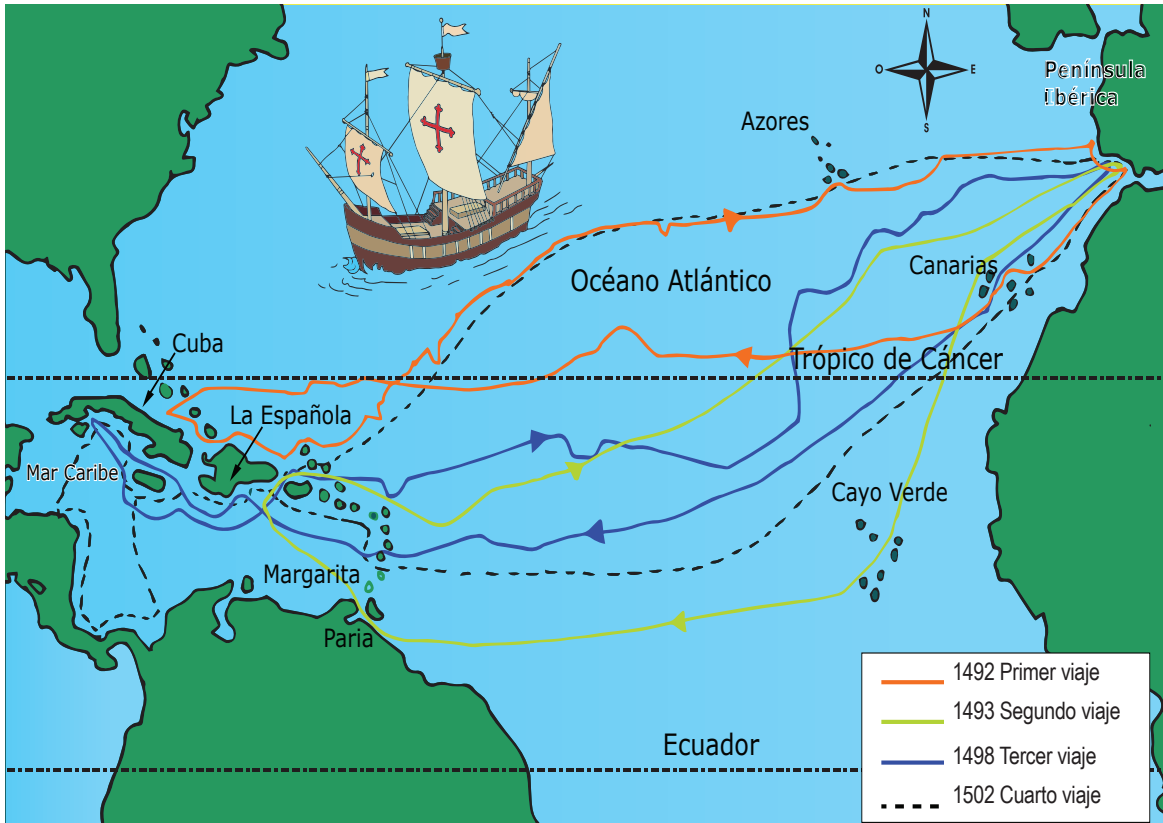 N
O
E
S
Península
Ibérica
Azores
Océano Atlántico
Canarias
Cuba
Trópico de Cáncer
La Española
Mar Caribe
Cayo Verde
Margarita
Paria
Ecuador
1492 Primer viaje
1493 Segundo viaje
1498 Tercer viaje
1502 Cuarto viaje